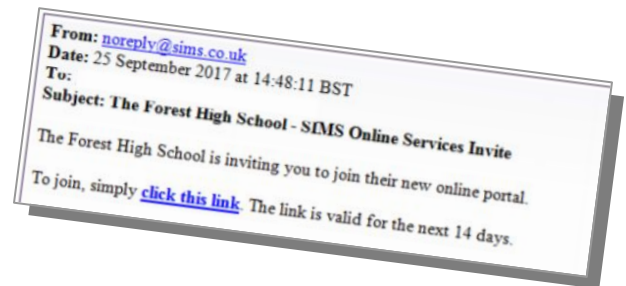 From: noreply@sims.co.uk
Date: 25 September 2017 at 14:48:11 BST
To:
Subject: The Forest High School - SIMS Online Services Invite
The Forest High School is inviting you to join their new online portal.
To join, simply click this link. The link is valid for the next 14 days.